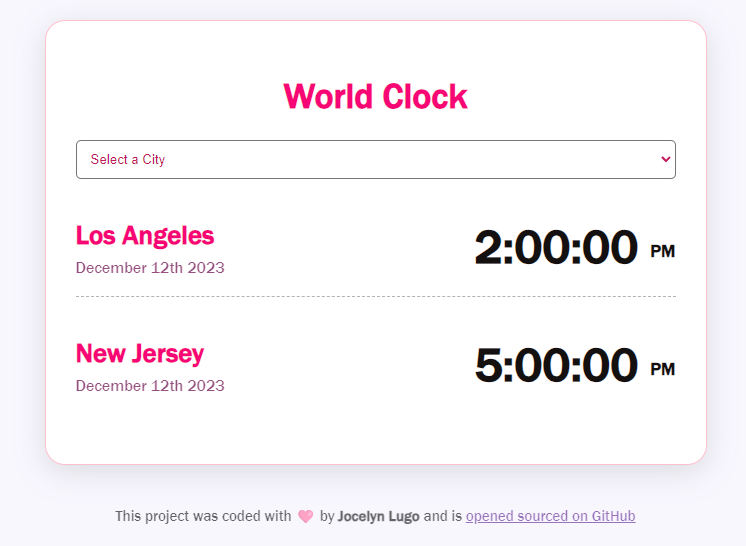 World Clock
Select a City
Los Angeles
December 12th 2023
2:00:00 PM
New Jersey
December 12th 2023
5:00:00 PM
This project was coded with 🩷 by Jocelyn Lugo and is opened sourced on GitHub